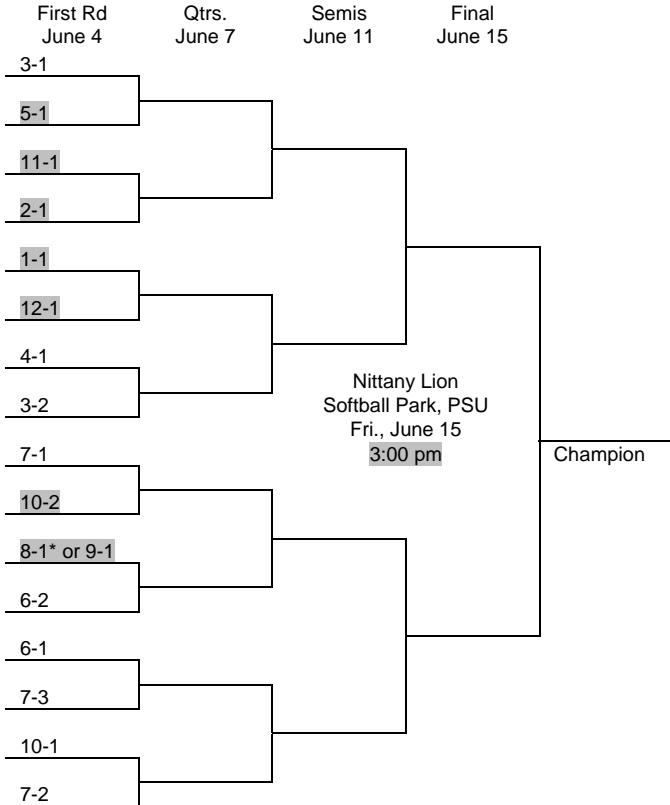 First Rd Qtrs. Semis Final
June 4 June 7 June 11 June 15
3-1
5-1
11-1
2-1
1-1
12-1
4-1
3-2
Nittany Lion
Softball Park, PSU
Fri., June 15
3:00 pm
Champion
7-1
10-2
8-1* or 9-1
6-2
6-1
7-3
10-1
7-2